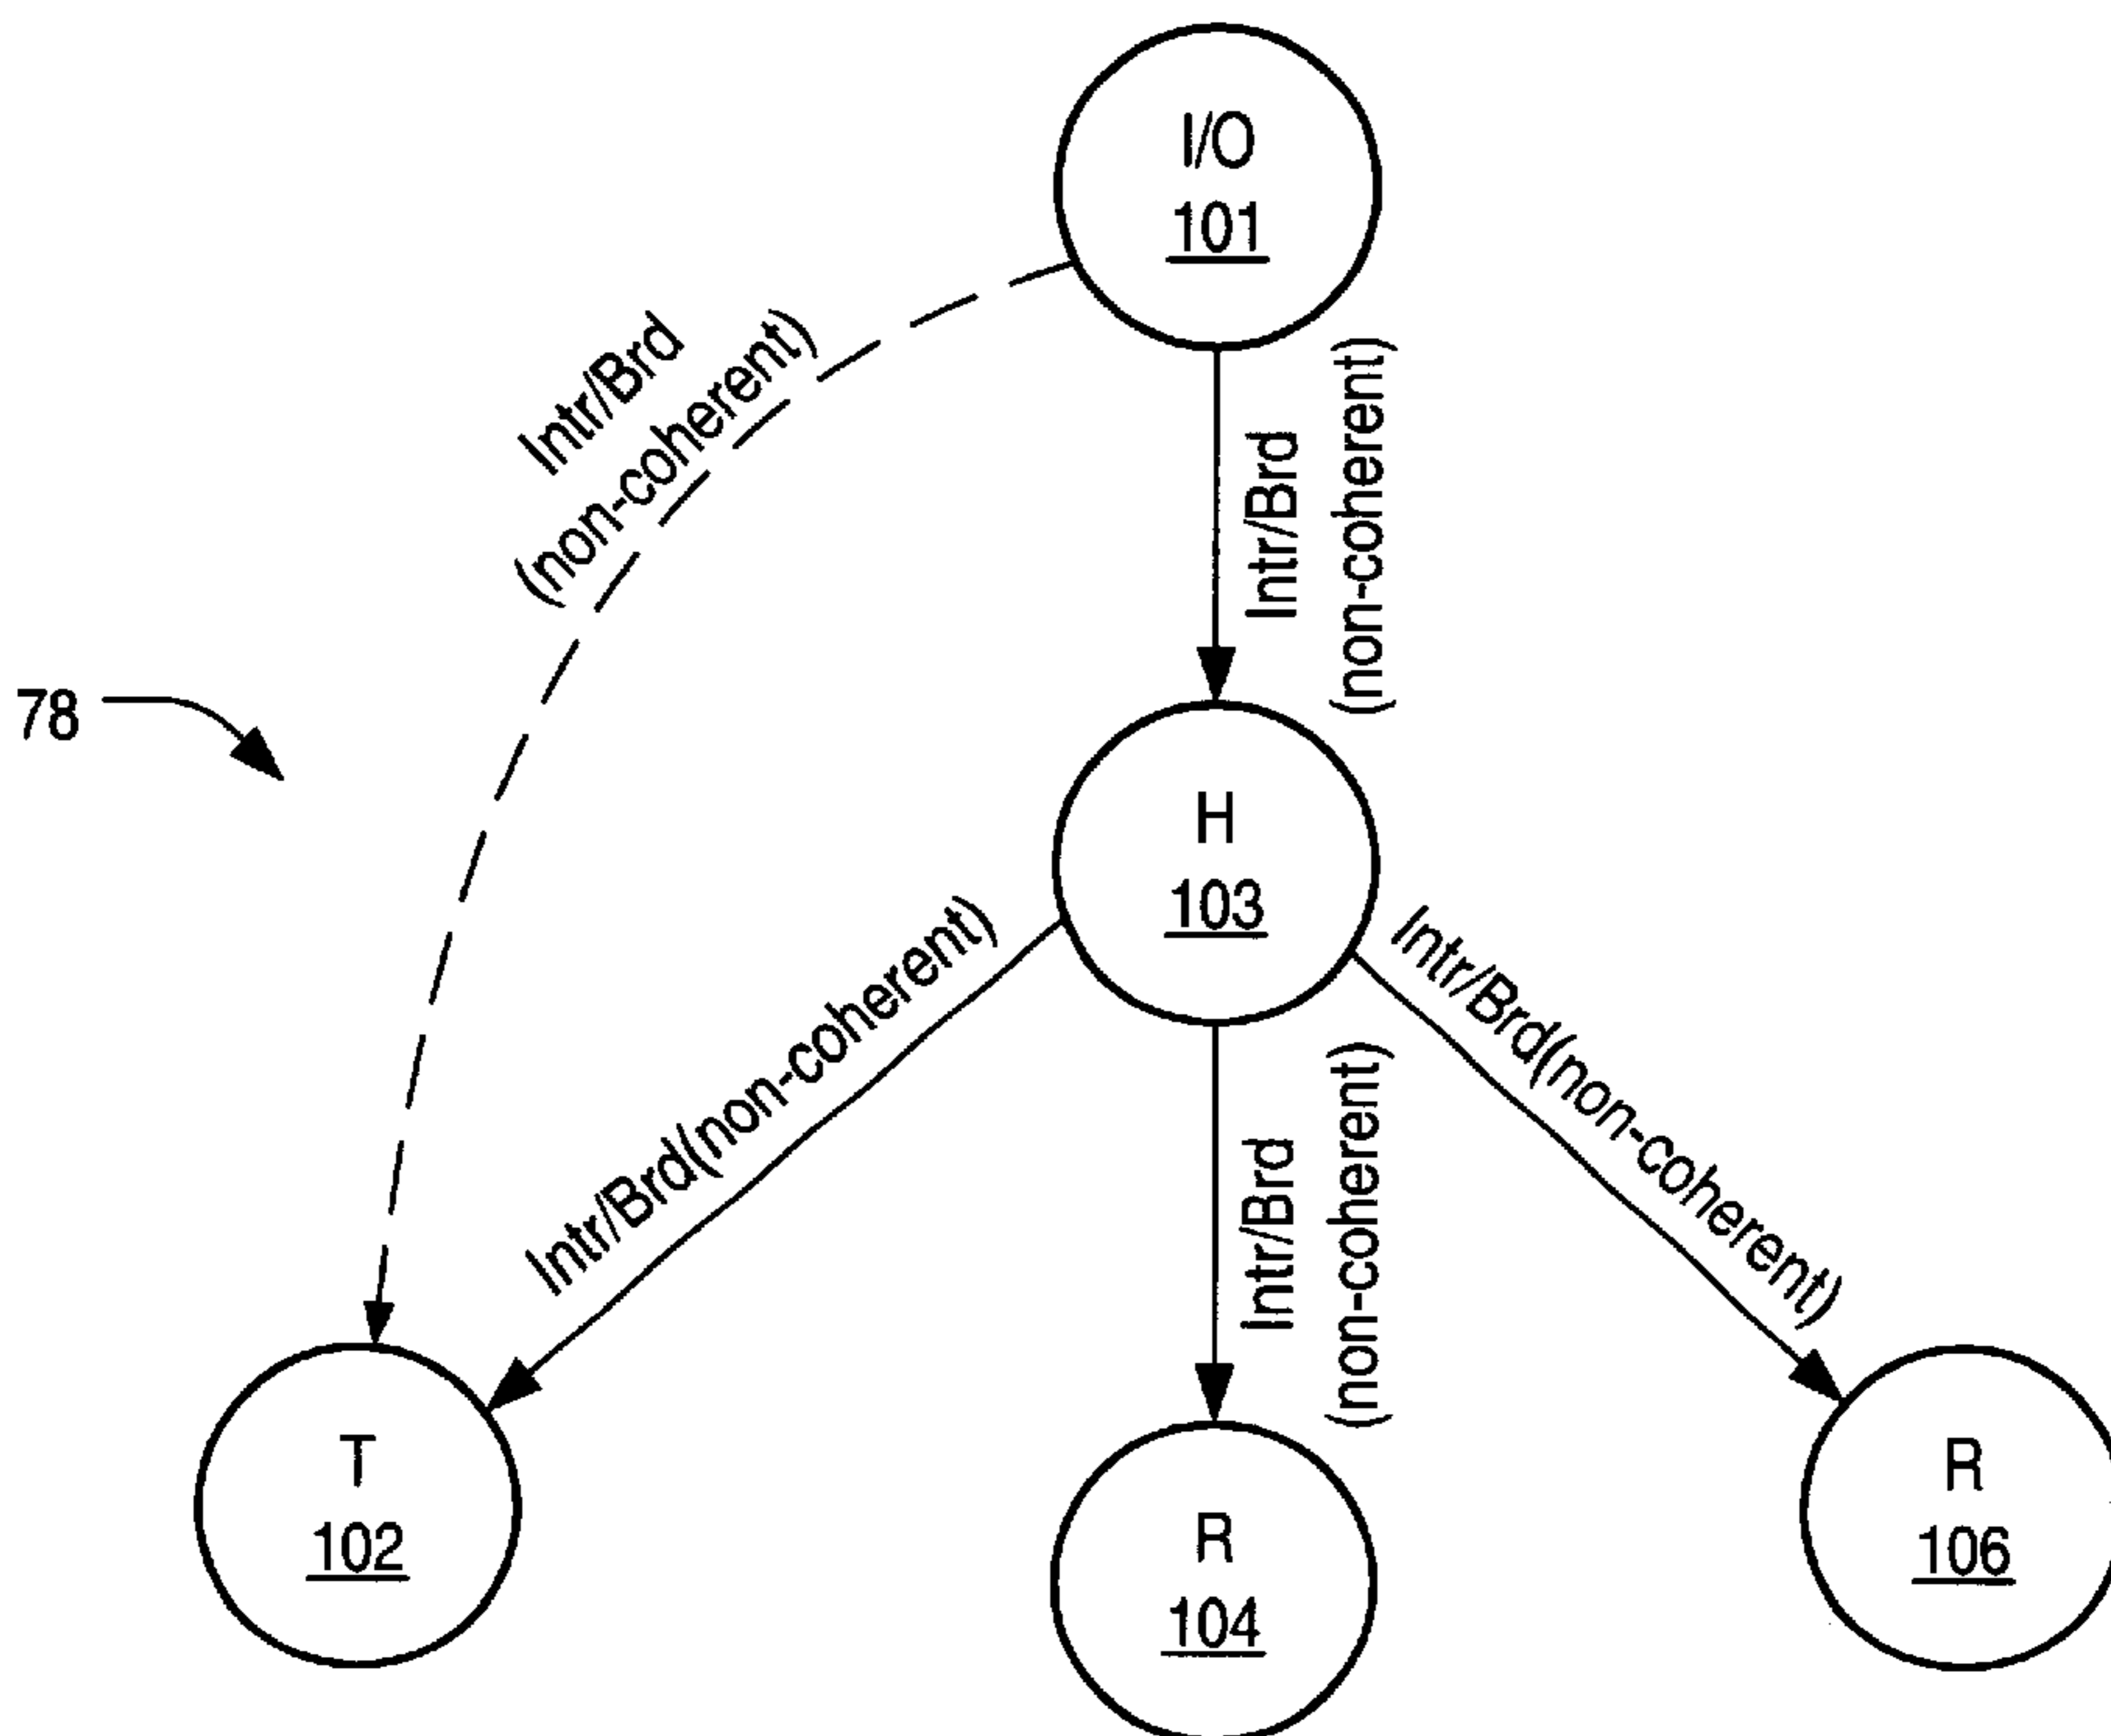 I/O
101
Intr/Brd
(non-coherent)
Intr/Brd
(non-coherent)
78
H
103
Intr/Brd(non-coherent)
Intr/Brd
(non-coherent)
Intr/Brd(non-coherent)
T
102
R
104
R
106